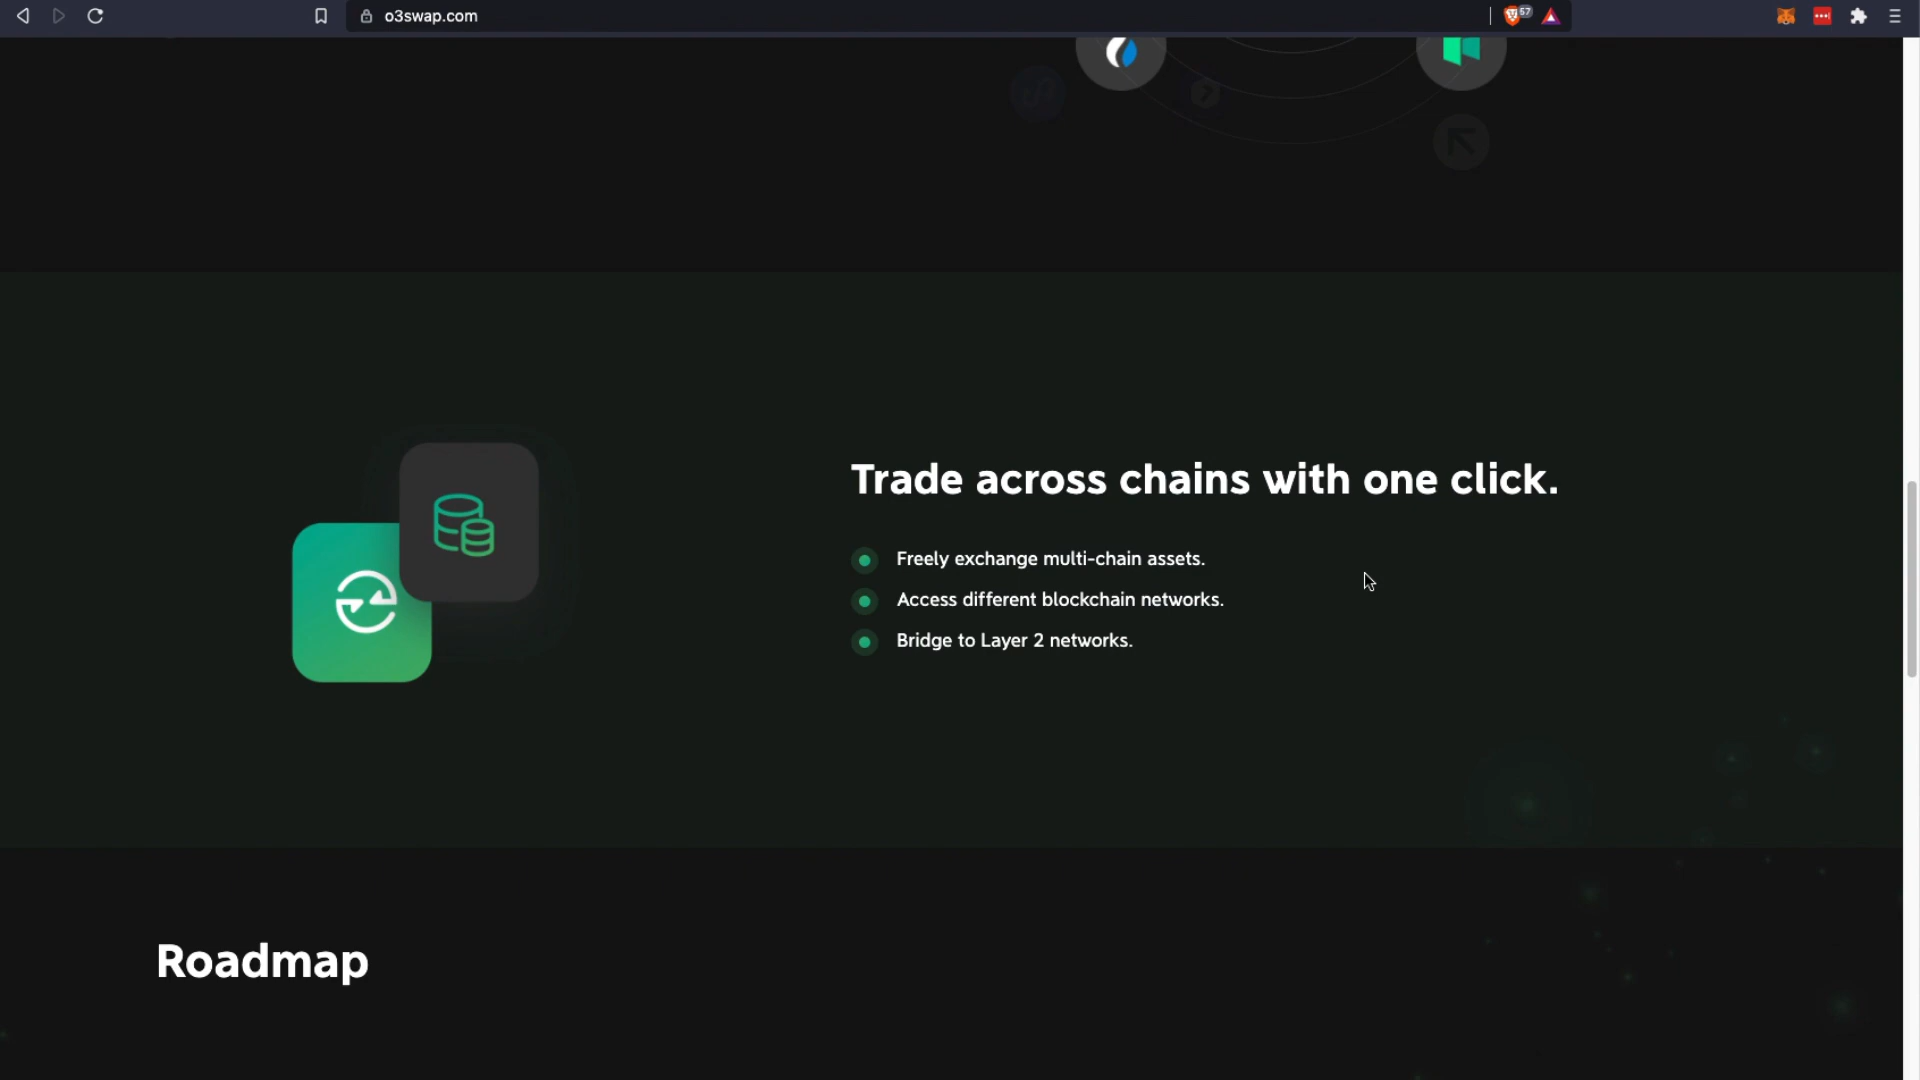 o3swap.com
57
Trade across chains with one click.
Freely exchange multi-chain assets.
Access different blockchain networks.
Bridge to Layer 2 networks.
Roadmap